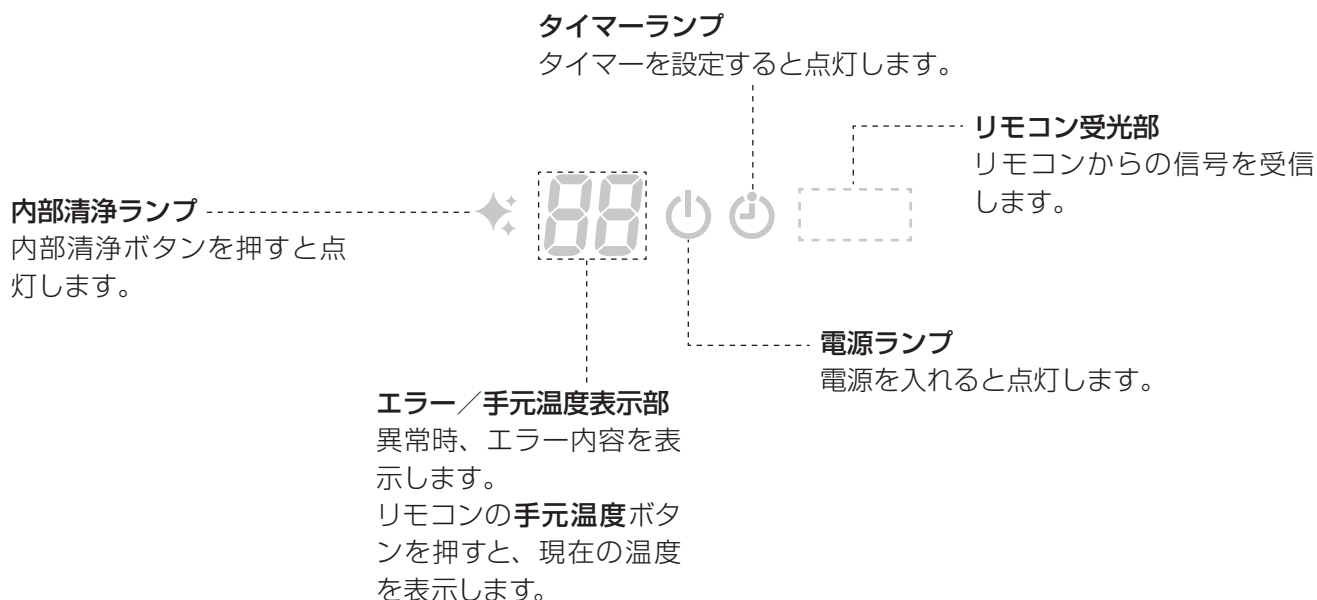 タイマーランプ
タイマーを設定すると点灯します。
リモコン受光部
リモコンからの信号を受信
します。
内部清浄ランプ
内部清浄ボタンを押すと点
灯します。
88
電源ランプ
電源を入れると点灯します。
エラー／手元温度表示部
異常時、エラー内容を表
示します。
リモコンの手元温度ボタ
ンを押すと、現在の温度
を表示します。